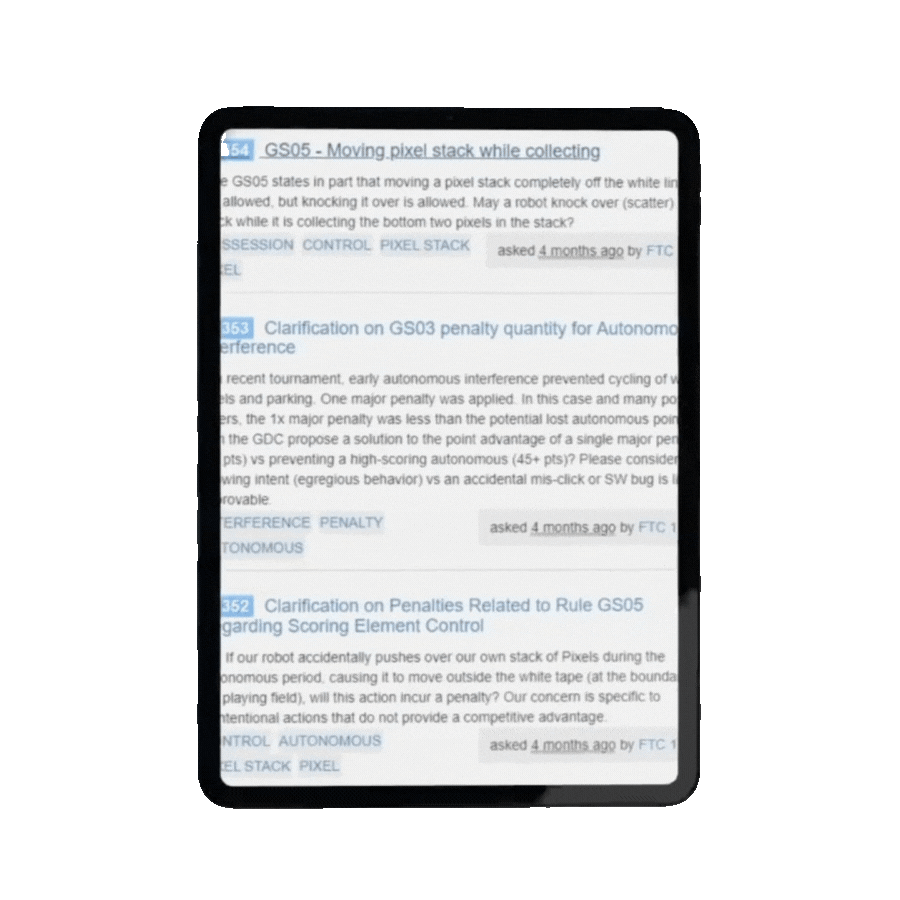 54 GS05 - Moving pixel stack while collecting
e GS05 states in part that moving a pixel stack completely off the white lin
allowed, but knocking it over is allowed. May a robot knock over (scatter)
ck while it is collecting the bottom two pixels in the stack?
SSESSION CONTROL PIXEL STACK
asked 4 months ago by FTC
EL
353 Clarification on GS03 penalty quantity for Autonomo
erference
recent tournament, early autonomous interference prevented cycling of w
els and parking. One major penalty was applied. In this case and many po
ers, the 1x major penalty was less than the potential lost autonomous poin
the GDC propose a solution to the point advantage of a single major pen
pts) vs preventing a high-scoring autonomous (45+ pts)? Please consider
wing intent (egregious behavior) vs an accidental mis-click or SW bug is li
rovable.
ERFERENCE PENALTY
asked 4 months ago by FTC 1
TONOMOUS
352 Clarification on Penalties Related to Rule GS05
garding Scoring Element Control
If our robot accidentally pushes over our own stack of Pixels during the
onomous period, causing it to move outside the white tape (at the bounda
playing field), will this action incur a penalty? Our concern is specific to
ntentional actions that do not provide a competitive advantage.
NTROL AUTONOMOUS
asked 4 months ago by FTC 1
EL STACK PIXEL